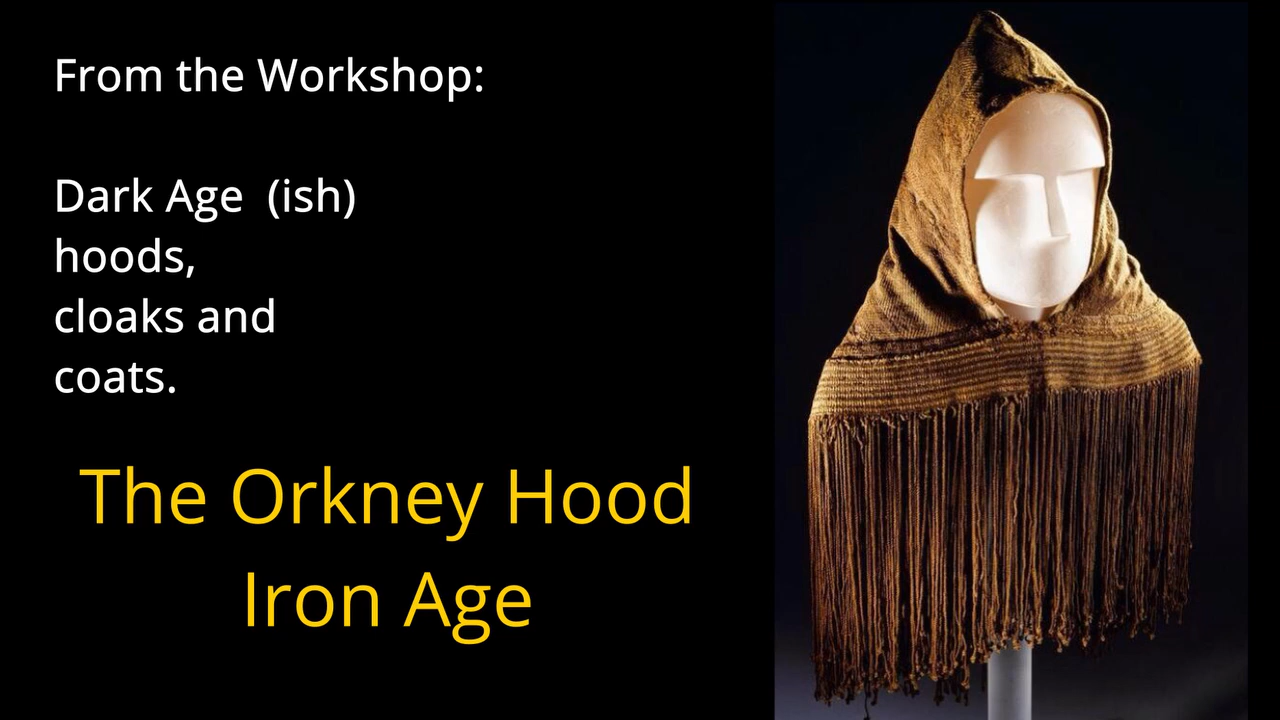 From the Workshop:
Dark Age (ish)
hoods,
cloaks and
coats.
The Orkney Hood
Iron Age